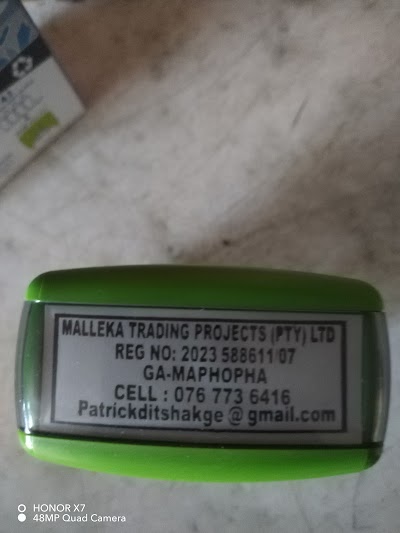 MALLEKA TRADING PROJECTS (PTY) LTD
REG NO: 2023 588611 07
GA-MAPHOPHA
CELL : 076 773 6416
Patrickditshakge @ gmail.com
HONOR X7
48MP Quad Camera